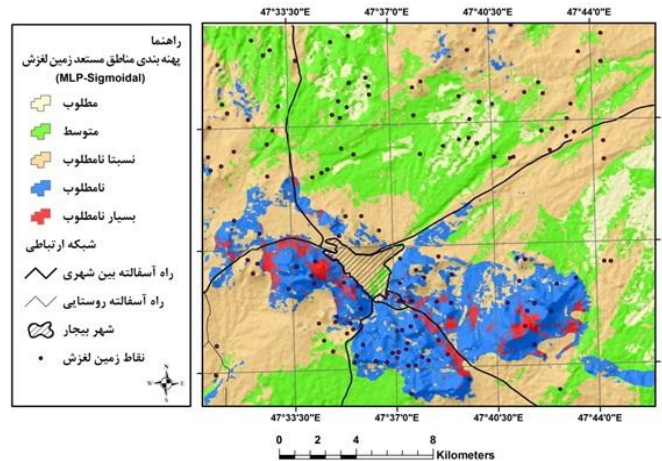 راهنما
پهنه بندی مناطق مستعد زمین لغزش
(MLP-Sigmoidal)
مطلوب
متوسط
نسبتا نامطلوب
نامطلوب
بسیار نامطلوب
شبکه ارتباطی
راه آسفالته بین شهری
راه آسفالته روستایی
شهر بیجار
نقاط زمین لغزش
N
W E
S
47°33'30"E 47°37'0"E 47°40'30"E 47°44'0"E
47°33'30"E 47°37'0"E 47°40'30"E 47°44'0"E
0 2 4 8
Kilometers